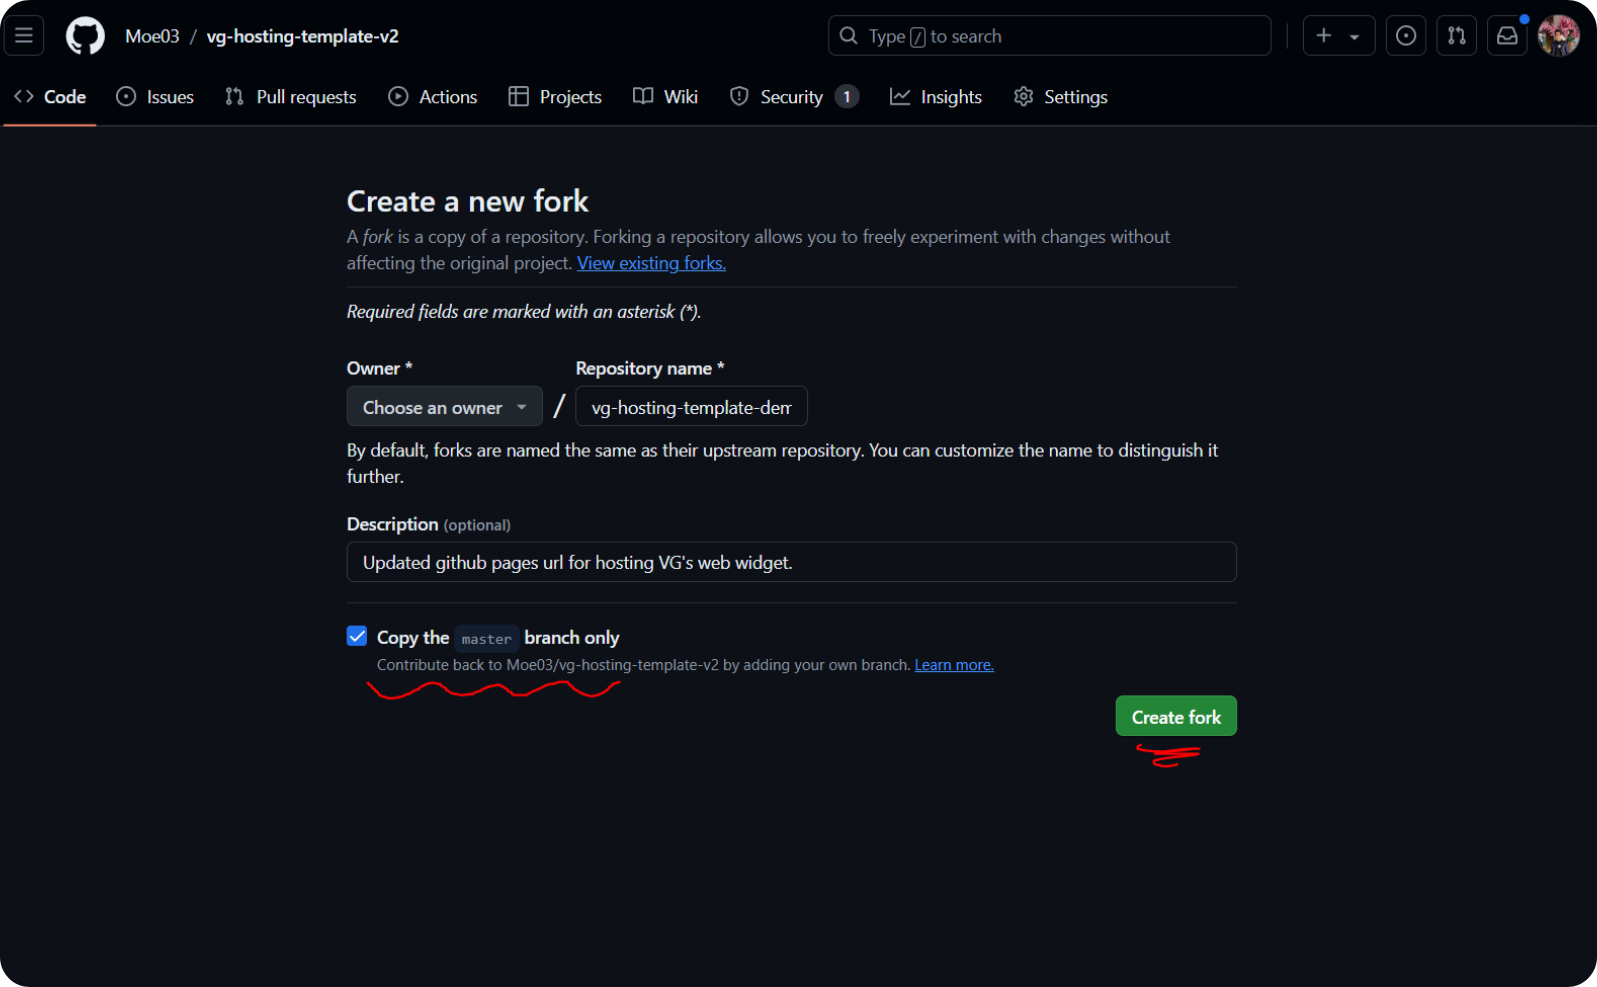 Moe03 / vg-hosting-template-v2
Type / to search
Code Issues Pull requests Actions Projects Wiki Security 1 Insights Settings
Create a new fork
A fork is a copy of a repository. Forking a repository allows you to freely experiment with changes without
affecting the original project. View existing forks.
Required fields are marked with an asterisk (*).
Owner * Repository name *
Choose an owner / vg-hosting-template-dem
By default, forks are named the same as their upstream repository. You can customize the name to distinguish it
further.
Description (optional)
Updated github pages url for hosting VG's web widget.
Copy the master branch only
Contribute back to Moe03/vg-hosting-template-v2 by adding your own branch. Learn more.
Create fork